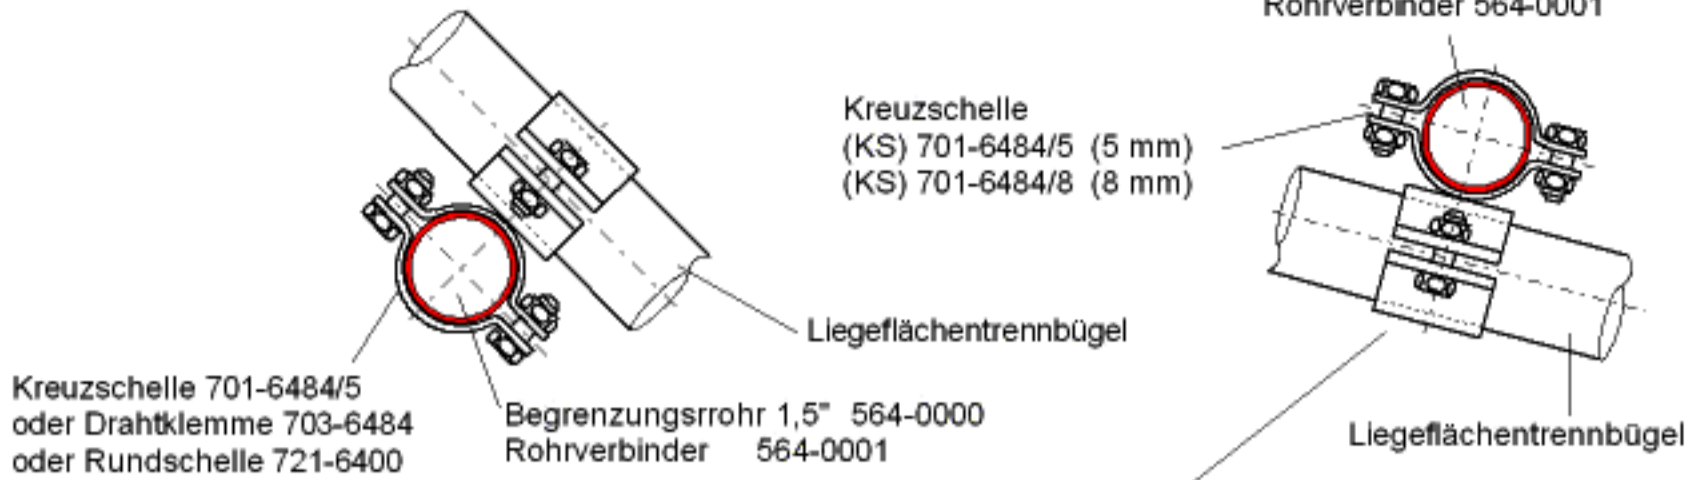 Rohrverbinder 564-0001
Kreuzschelle
(KS) 701-6484/5 (5 mm)
(KS) 701-6484/8 (8 mm)
Liegeflächentrennbügel
Kreuzschelle 701-6484/5
oder Drahtklemme 703-6484
oder Rundschelle 721-6400
Begrenzungsrrohr 1,5" 564-0000
Rohrverbinder 564-0001
Liegeflächentrennbügel